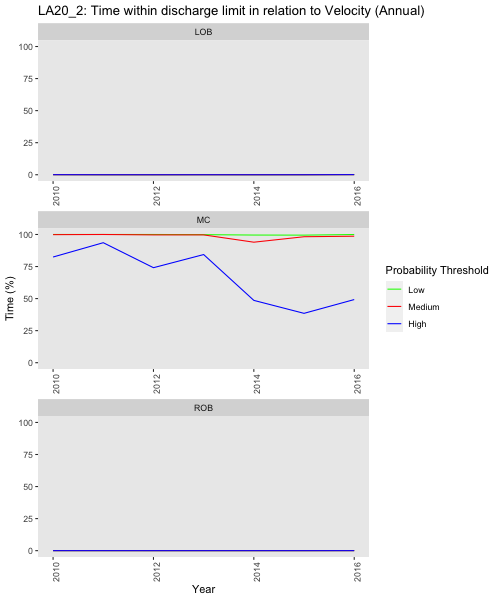 LA20_2: Time within discharge limit in relation to Velocity (Annual)
LOB
100
75
50
25
0
2010
2012
2014
2016
MC
100
75
50
25
0
2010
2012
2014
2016
Time (%)
Probability Threshold
Low
Medium
High
ROB
100
75
50
25
0
2010
2012
2014
2016
Year